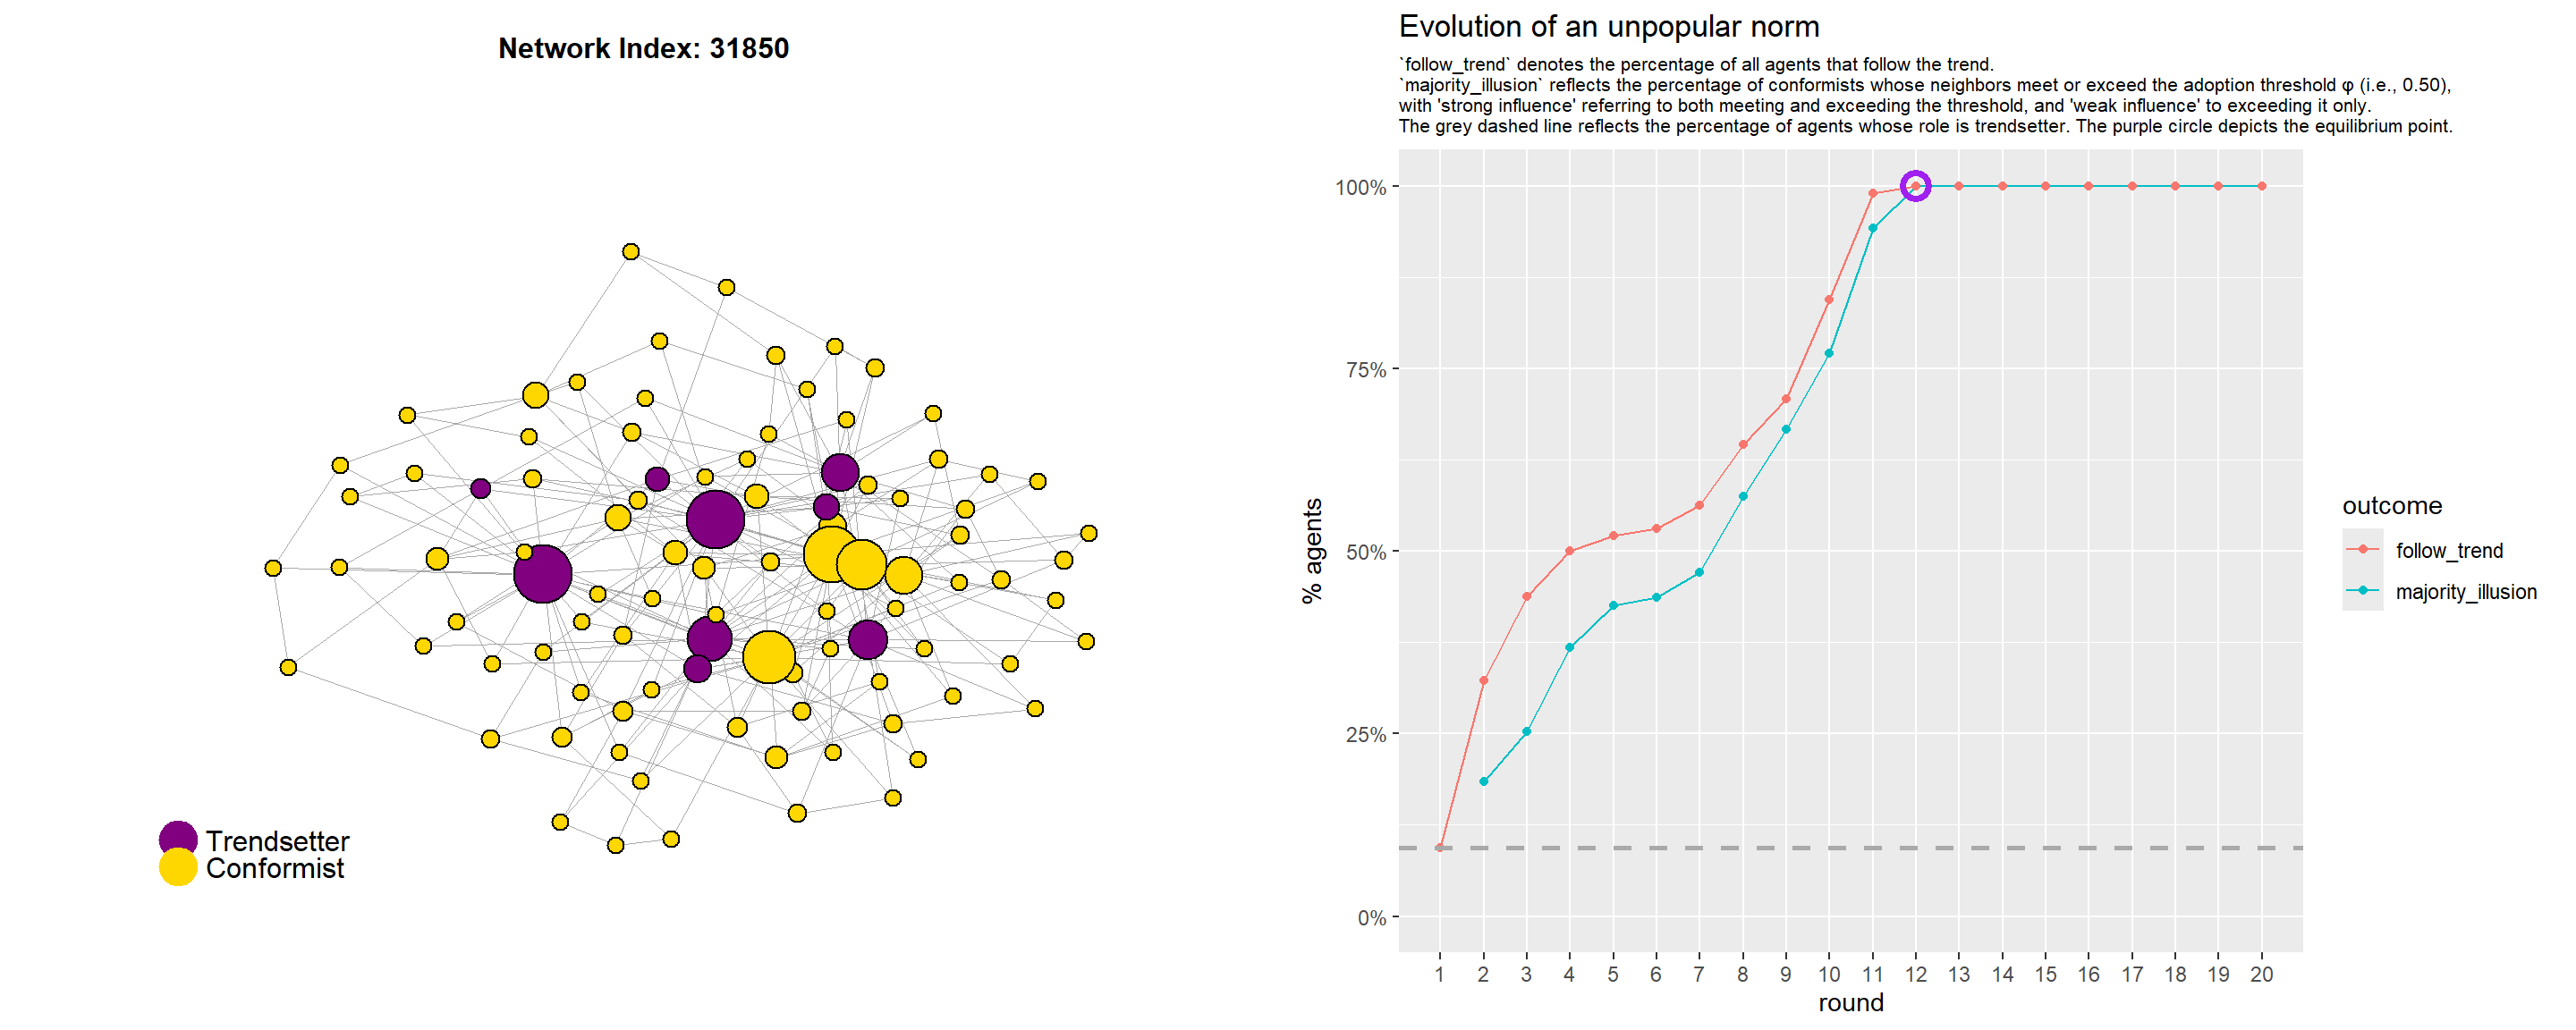 Network Index: 31850
Trendsetter
Conformist
Evolution of an unpopular norm
`follow_trend` denotes the percentage of all agents that follow the trend.
`majority_illusion` reflects the percentage of conformists whose neighbors meet or exceed the adoption threshold φ (i.e., 0.50),
with 'strong influence' referring to both meeting and exceeding the threshold, and 'weak influence' to exceeding it only.
The grey dashed line reflects the percentage of agents whose role is trendsetter. The purple circle depicts the equilibrium point.
100%
75%
50%
25%
0%
% agents
1 2 3 4 5 6 7 8 9 10 11 12 13 14 15 16 17 18 19 20
round
outcome
follow_trend
majority_illusion